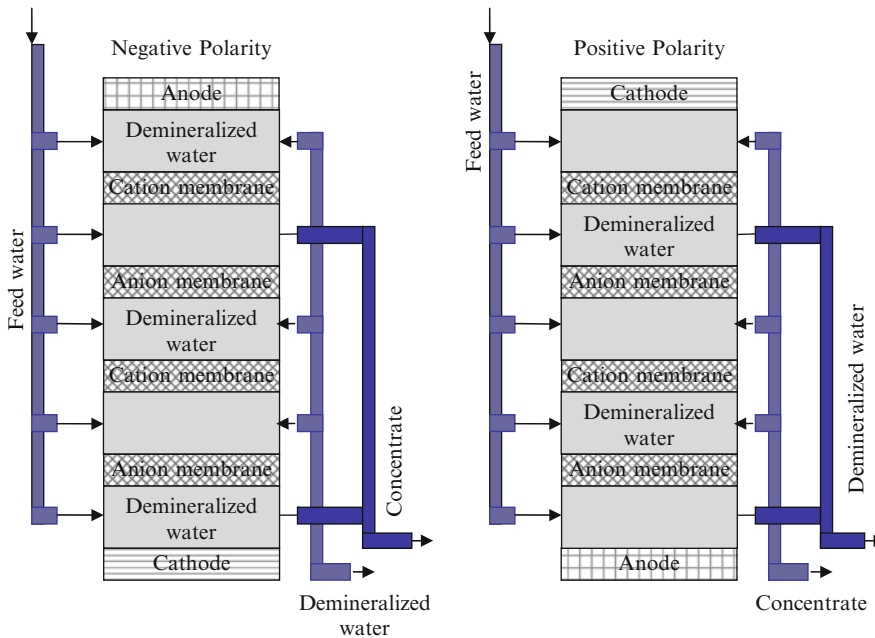 Negative Polarity
Feed water
Anode
Demineralized
water
Cation membrane
Anion membrane
Demineralized
water
Cation membrane
Anion membrane
Demineralized
water
Cathode
Concentrate
Demineralized
water
Positive Polarity
Feed water
Cathode
Cation membrane
Demineralized
water
Anion membrane
Cation membrane
Demineralized
water
Anion membrane
Anode
Demineralized water
Concentrate